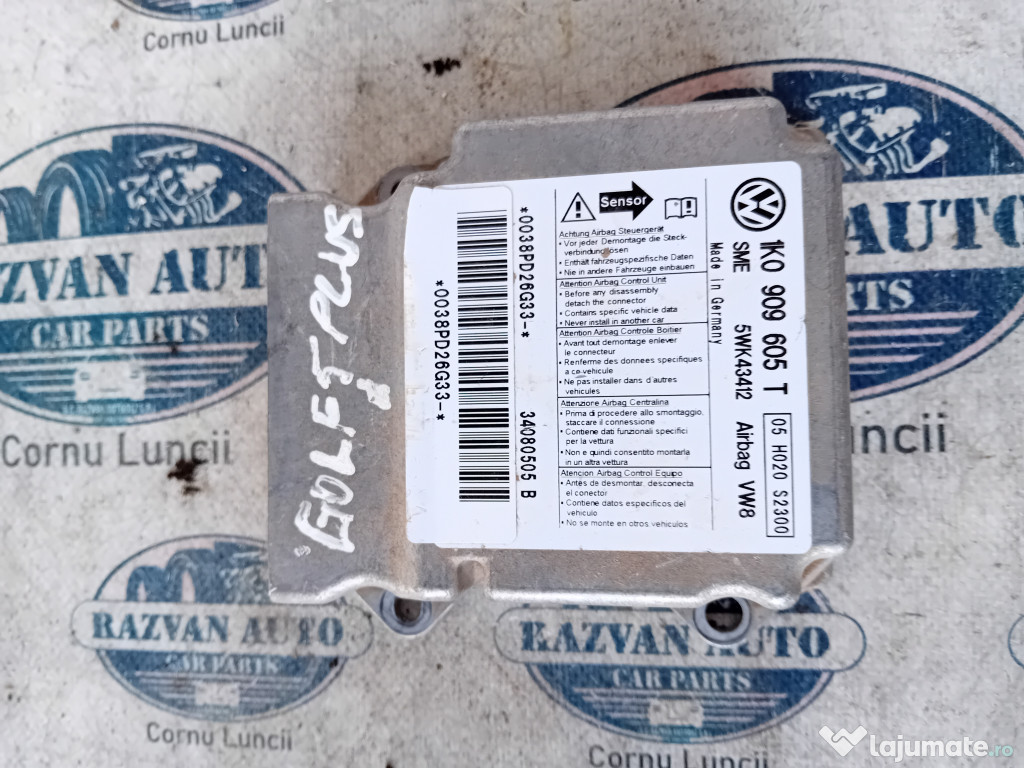 Cornu Luncii
RAZVAN AUTO
CAR PARTS
Cornu Luncii
AUTO
PARTS
Luncii
GOLF 5 PLUS
1K0 909 605 T
SME 5WK43412 Airbag VW8
Made in Germany
05 H020 S2300
Sensor
Achtung Airbag Steuergerät
• Vor jeder Demontage die Steck-
verbindung lösen
• Enthält fahrzeugspezifische Daten
• Nie in andere Fahrzeuge einbauen
Attention Airbag Control Unit
• Before any disassembly
detach the connector
• Contains specific vehicle data
• Never install in another car
Attention Airbag Controle Boitier
• Avant tout demontage enlever
le connecteur
• Renferme des donnees specifiques
a ce vehicule
• Ne pas installer dans d'autres
vehicules
Attenzione Airbag Centralina
• Prima di procedere allo smontaggio,
staccare il connessione
• Contiene dati funzionali specifici
per la vettura
• Non e quindi consentito montarla
in un altra vettura
Atencion Airbag Control Equipo
• Antes de desmontar, desconecta
el conector
• Contiene datos especificos del
vehiculo
• No se monte en otros vehiculos
*0038PD26G33-* 34080505 B
*0038PD26G33-*
RAZVAN AUTO
CAR PARTS
Cornu Luncii
RAZVAN AUTO
CAR PARTS
Cornu Luncii
lajumate.ro